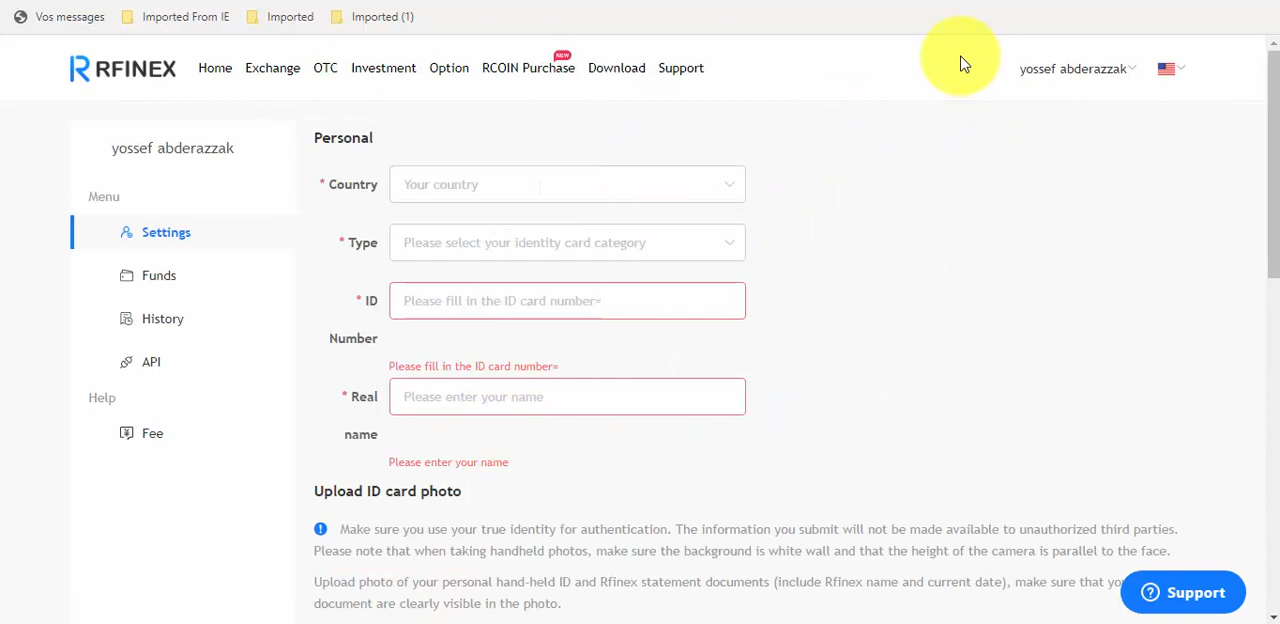 Vos messages Imported From IE Imported Imported (1)
RFINEX Home Exchange OTC Investment Option RCOIN Purchase NEW Download Support yossef abderazzak
yossef abderazzak
Menu
Settings
Funds
History
API
Help
Fee
Personal
* Country Your country
* Type Please select your identity card category
* ID Please fill in the ID card number=
Number
Please fill in the ID card number=
* Real Please enter your name
name
Please enter your name
Upload ID card photo
Make sure you use your true identity for authentication. The information you submit will not be made available to unauthorized third parties.
Please note that when taking handheld photos, make sure the background is white wall and that the height of the camera is parallel to the face.
Upload photo of your personal hand-held ID and Rfinex statement documents (include Rfinex name and current date), make sure that
document are clearly visible in the photo.
Support